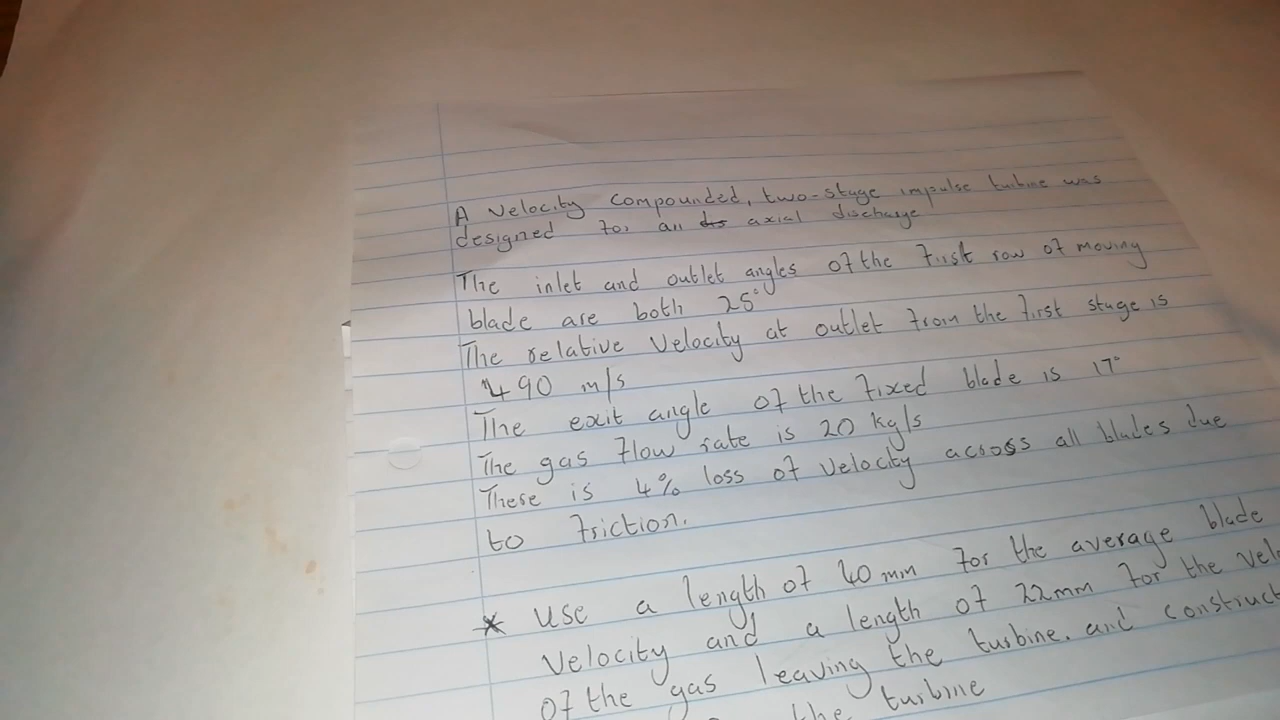 A Velocity Compounded, two-stage impulse turbine was
designed for an axial discharge
The inlet and outlet angles of the first row of moving
blade are both 25°
The relative Velocity at outlet from the first stage is
490 m/s
The exit angle of the fixed blade is 17°
The gas flow rate is 20 kg/s
There is 4% loss of velocity across all blades due
to friction.
* Use a length of 40 mm for the average blade
Velocity and a length of 22mm for the vel
of the gas leaving the turbine. and construct
the turbine